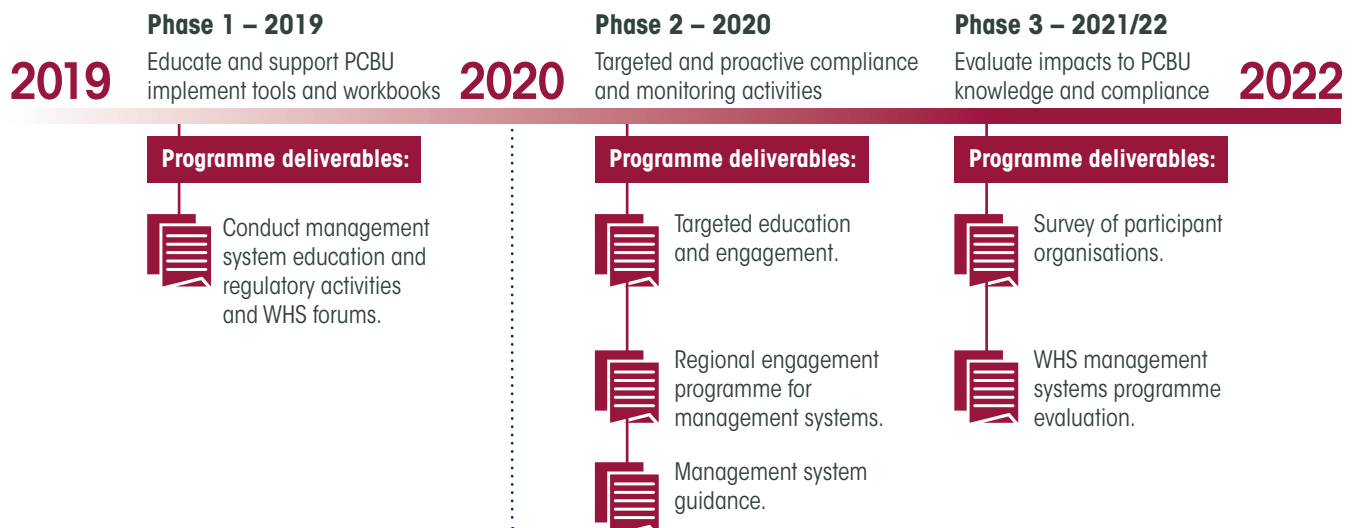 2019
Phase 1 – 2019
Educate and support PCBU
implement tools and workbooks
Programme deliverables:
Conduct management
system education and
regulatory activities
and WHS forums.
2020
Phase 2 – 2020
Targeted and proactive compliance
and monitoring activities
Programme deliverables:
Targeted education
and engagement.
Regional engagement
programme for
management systems.
Management system
guidance.
Phase 3 – 2021/22
Evaluate impacts to PCBU
knowledge and compliance
2022
Programme deliverables:
Survey of participant
organisations.
WHS management
systems programme
evaluation.